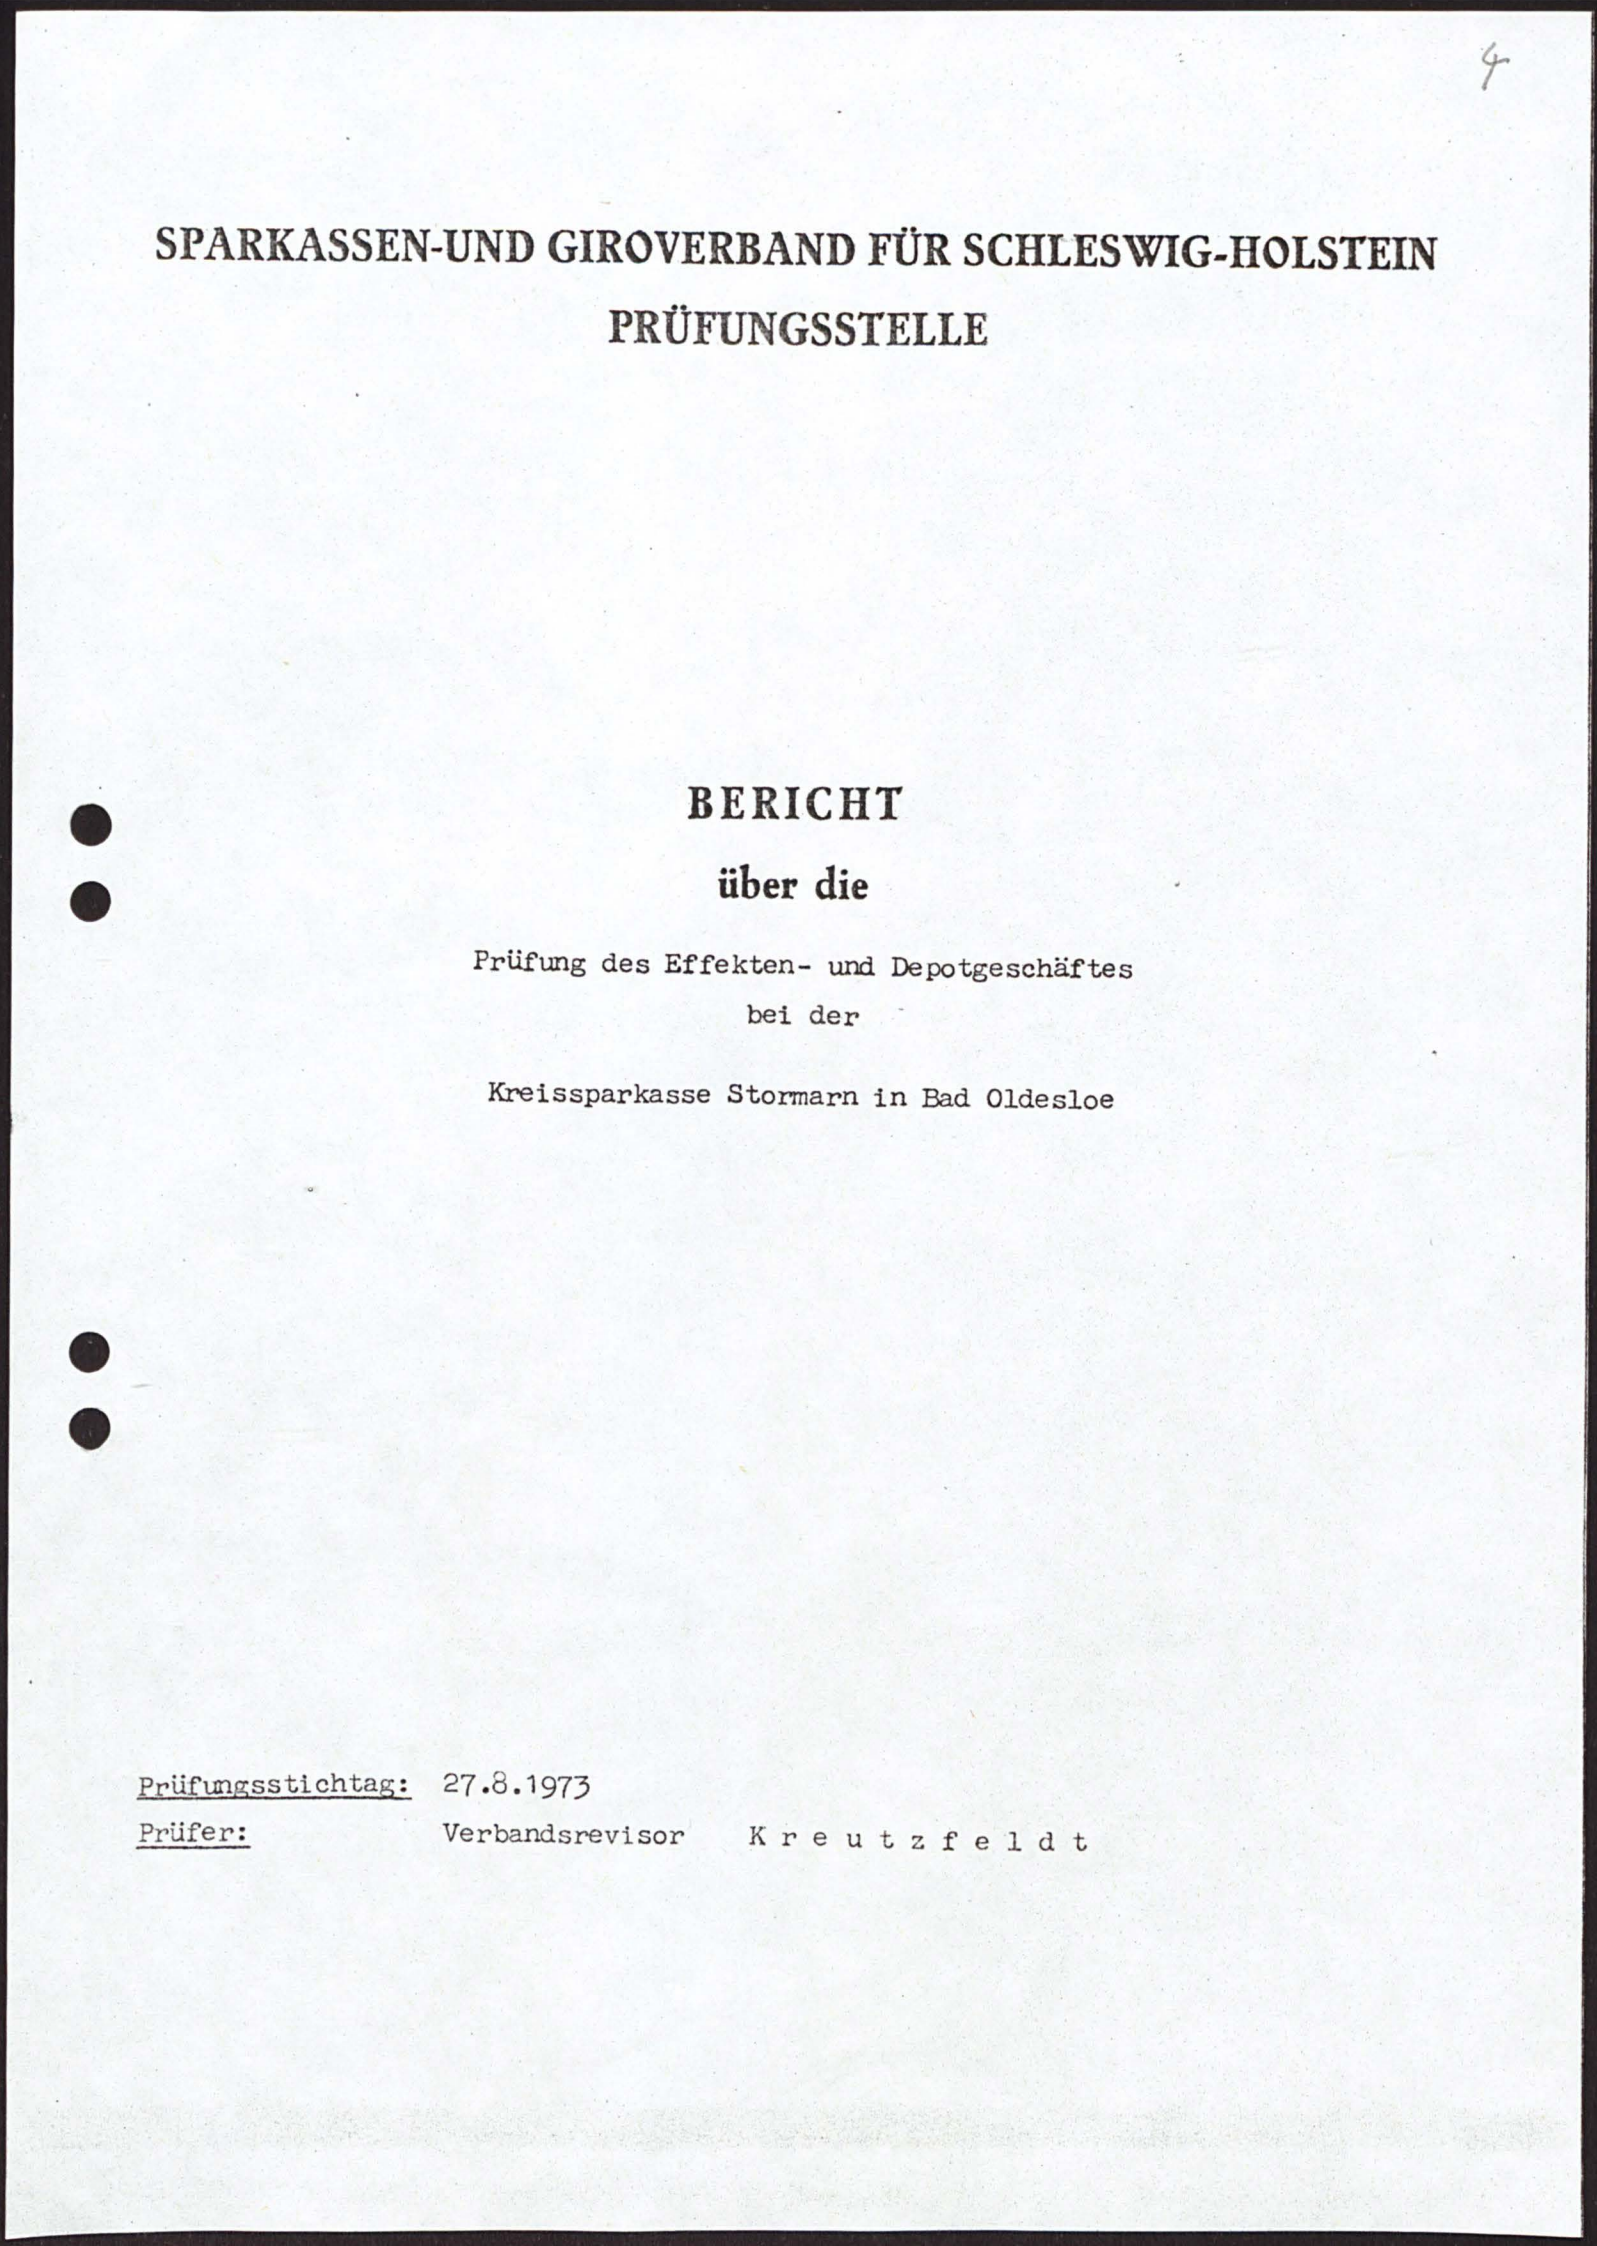 4
SPARKASSEN-UND GIROVERBAND FÜR SCHLESWIG-HOLSTEIN
PRÜFUNGSSTELLE
BERICHT
über die
Prüfung des Effekten- und Depotgeschäftes
bei der
Kreissparkasse Stormarn in Bad Oldesloe
Prüfungsstichtag: 27.8.1973
Prüfer: Verbandsrevisor K r e u t z f e l d t